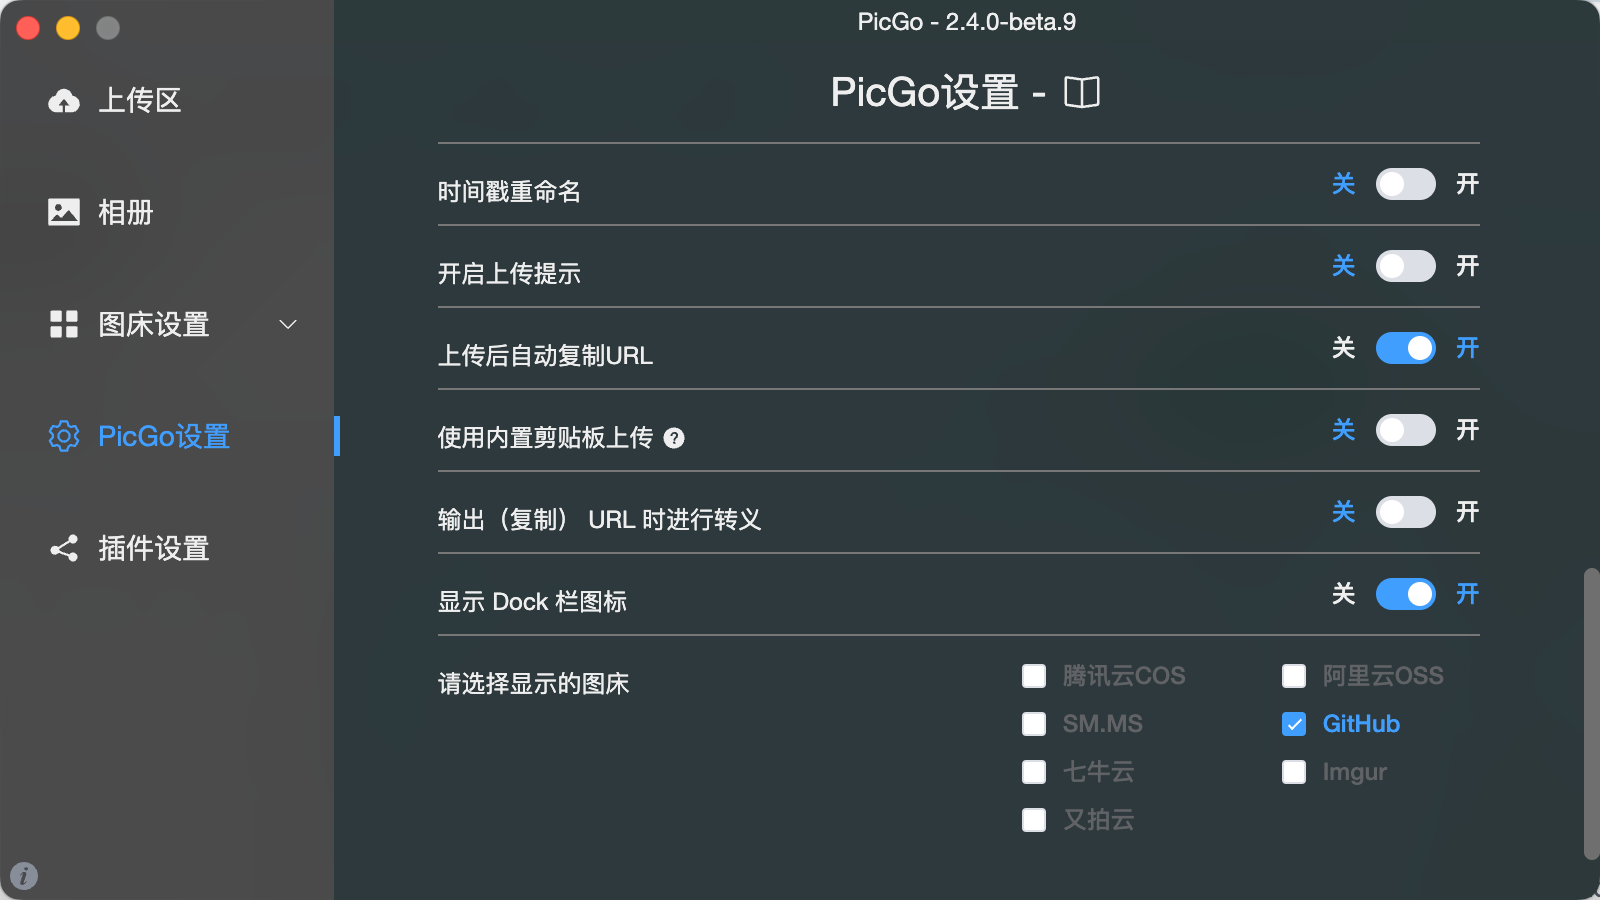 PicGo - 2.4.0-beta.9
上传区
相册
图床设置
PicGo设置
插件设置
PicGo设置 -
时间戳重命名 关 开
开启上传提示 关 开
上传后自动复制URL 关 开
使用内置剪贴板上传 ? 关 开
输出（复制） URL 时进行转义 关 开
显示 Dock 栏图标 关 开
请选择显示的图床
腾讯云COS 阿里云OSS
SM.MS GitHub
七牛云 Imgur
又拍云
i